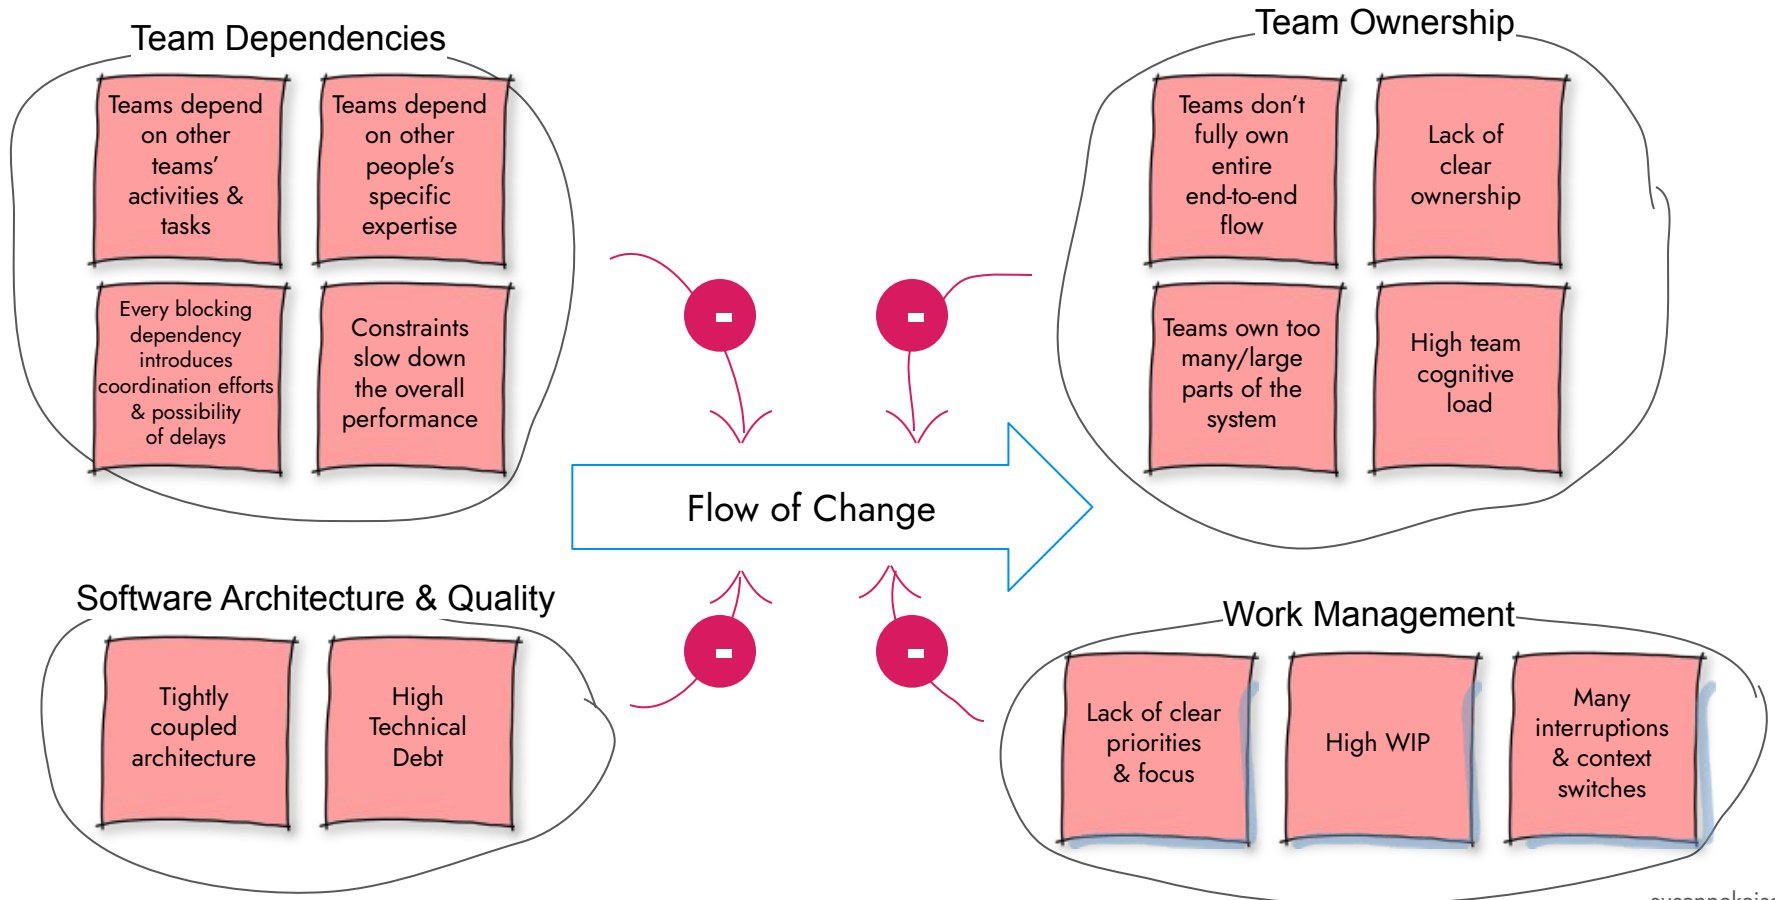 Team Dependencies
Teams depend
on other
teams’
activities &
tasks
Teams depend
on other
people’s
specific
expertise
Every blocking
dependency
introduces
coordination efforts
& possibility
of delays
Constraints
slow down
the overall
performance
Team Ownership
Teams don’t
fully own
entire
end-to-end
flow
Lack of
clear
ownership
Teams own too
many/large
parts of the
system
High team
cognitive
load
-
-
Flow of Change
-
-
Software Architecture & Quality
Tightly
coupled
architecture
High
Technical
Debt
Work Management
Lack of clear
priorities
& focus
High WIP
Many
interruptions
& context
switches